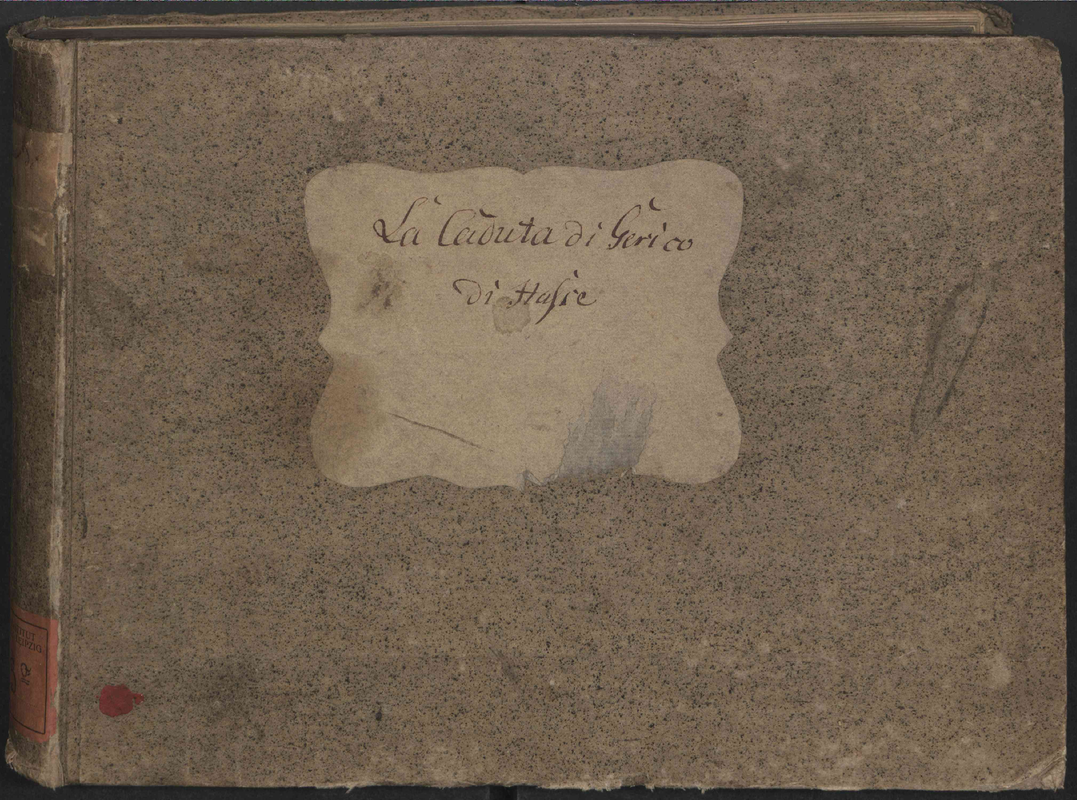 La Caduta di Gerico
di Hasse